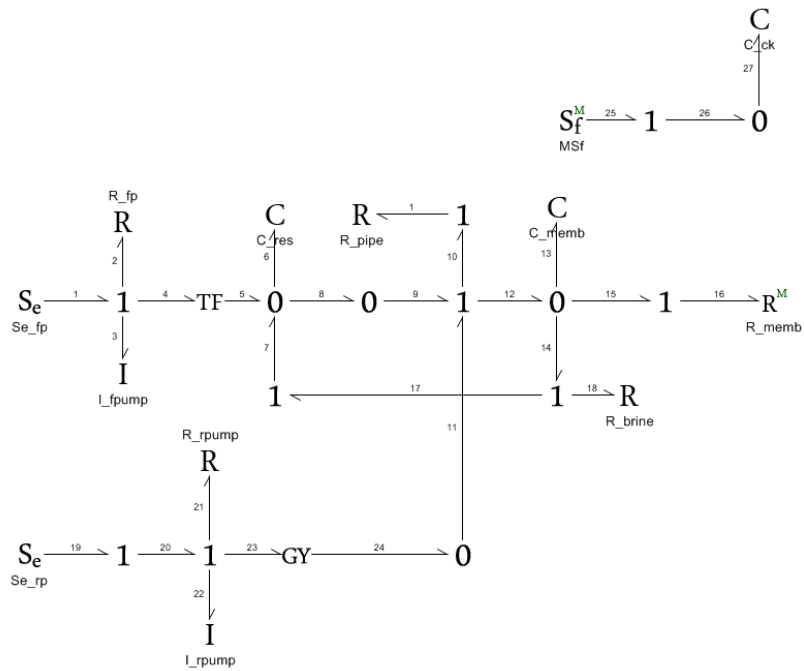 C
C_ck
27
S_f^M 25 1 26 0
MSf
R_fp
R
C
C_res
R 1 1
R_pipe
C
C_memb
2
6
10
13
S_e 1 1 4 TF 5 0 8 0 9 1 12 0 15 1 16 R^M
Se_fp
R_memb
3
7
14
I
I_fpump
1 17 1 18 R
R_brine
11
R_rpump
R
21
S_e 19 1 20 1 23 GY 24 0
Se_rp
22
I
I_rpump